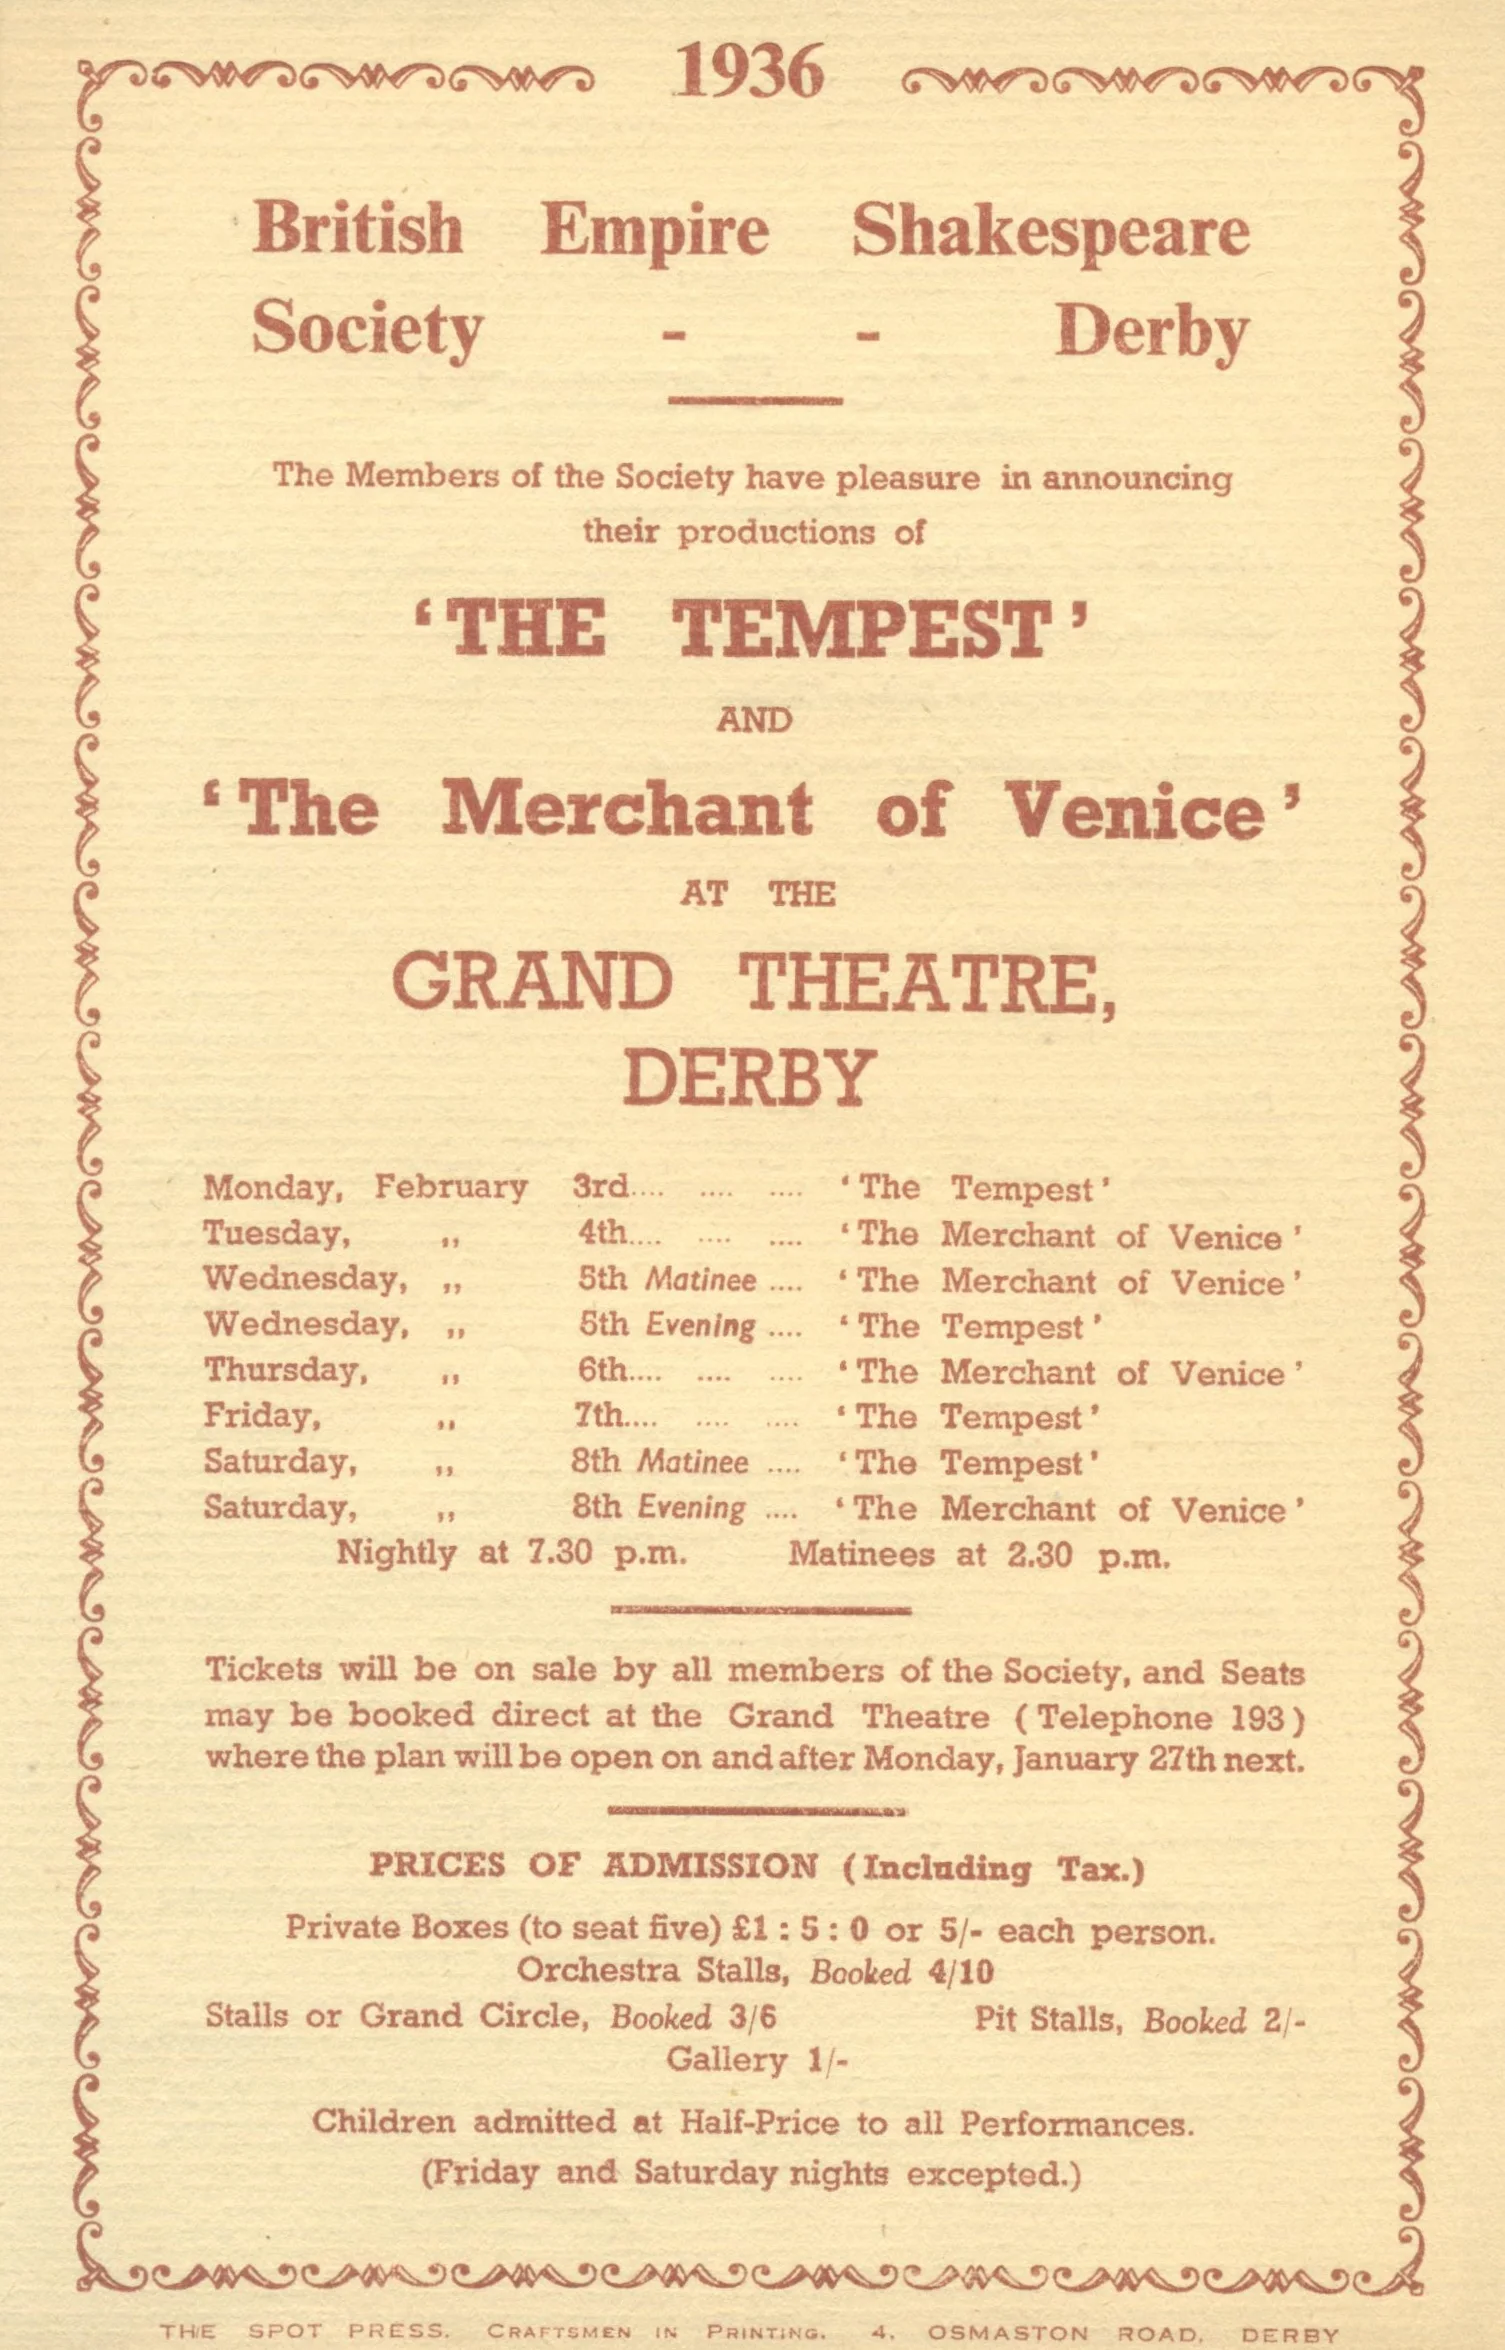 1936
British Empire Shakespeare
Society - - Derby
The Members of the Society have pleasure in announcing
their productions of
‘THE TEMPEST’
AND
‘The Merchant of Venice’
AT THE
GRAND THEATRE,
DERBY
Monday, February 3rd.... .... .... ‘The Tempest’
Tuesday, ,, 4th.... .... .... ‘The Merchant of Venice’
Wednesday, ,, 5th Matinee .... ‘The Merchant of Venice’
Wednesday, ,, 5th Evening .... ‘The Tempest’
Thursday, ,, 6th.... .... .... ‘The Merchant of Venice’
Friday, ,, 7th.... .... .... ‘The Tempest’
Saturday, ,, 8th Matinee .... ‘The Tempest’
Saturday, ,, 8th Evening .... ‘The Merchant of Venice’
Nightly at 7.30 p.m. Matinees at 2.30 p.m.
Tickets will be on sale by all members of the Society, and Seats
may be booked direct at the Grand Theatre (Telephone 193)
where the plan will be open on and after Monday, January 27th next.
PRICES OF ADMISSION (Including Tax.)
Private Boxes (to seat five) £1 : 5 : 0 or 5/- each person.
Orchestra Stalls, Booked 4/10
Stalls or Grand Circle, Booked 3/6 Pit Stalls, Booked 2/-
Gallery 1/-
Children admitted at Half-Price to all Performances.
(Friday and Saturday nights excepted.)
THE SPOT PRESS. CRAFTSMEN IN PRINTING. 4, OSMASTON ROAD, DERBY